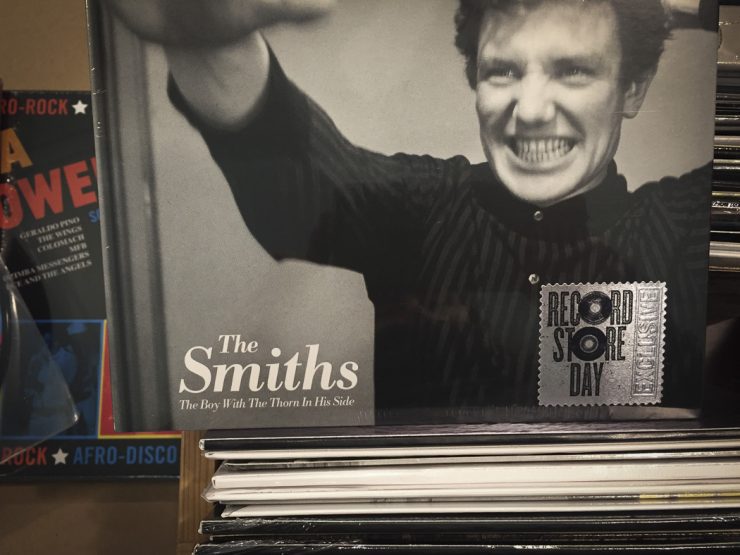 RO-ROCK ★
A
OWE
GERALDO PINO
THE WINGS
COLOMACH
MFB
MESSENGERS
AND THE ANGELS
ROCK ★ AFRO-DISCO
The
Smiths
The Boy With The Thorn In His Side
RECORD
STORE
DAY
EXCLUSIVE